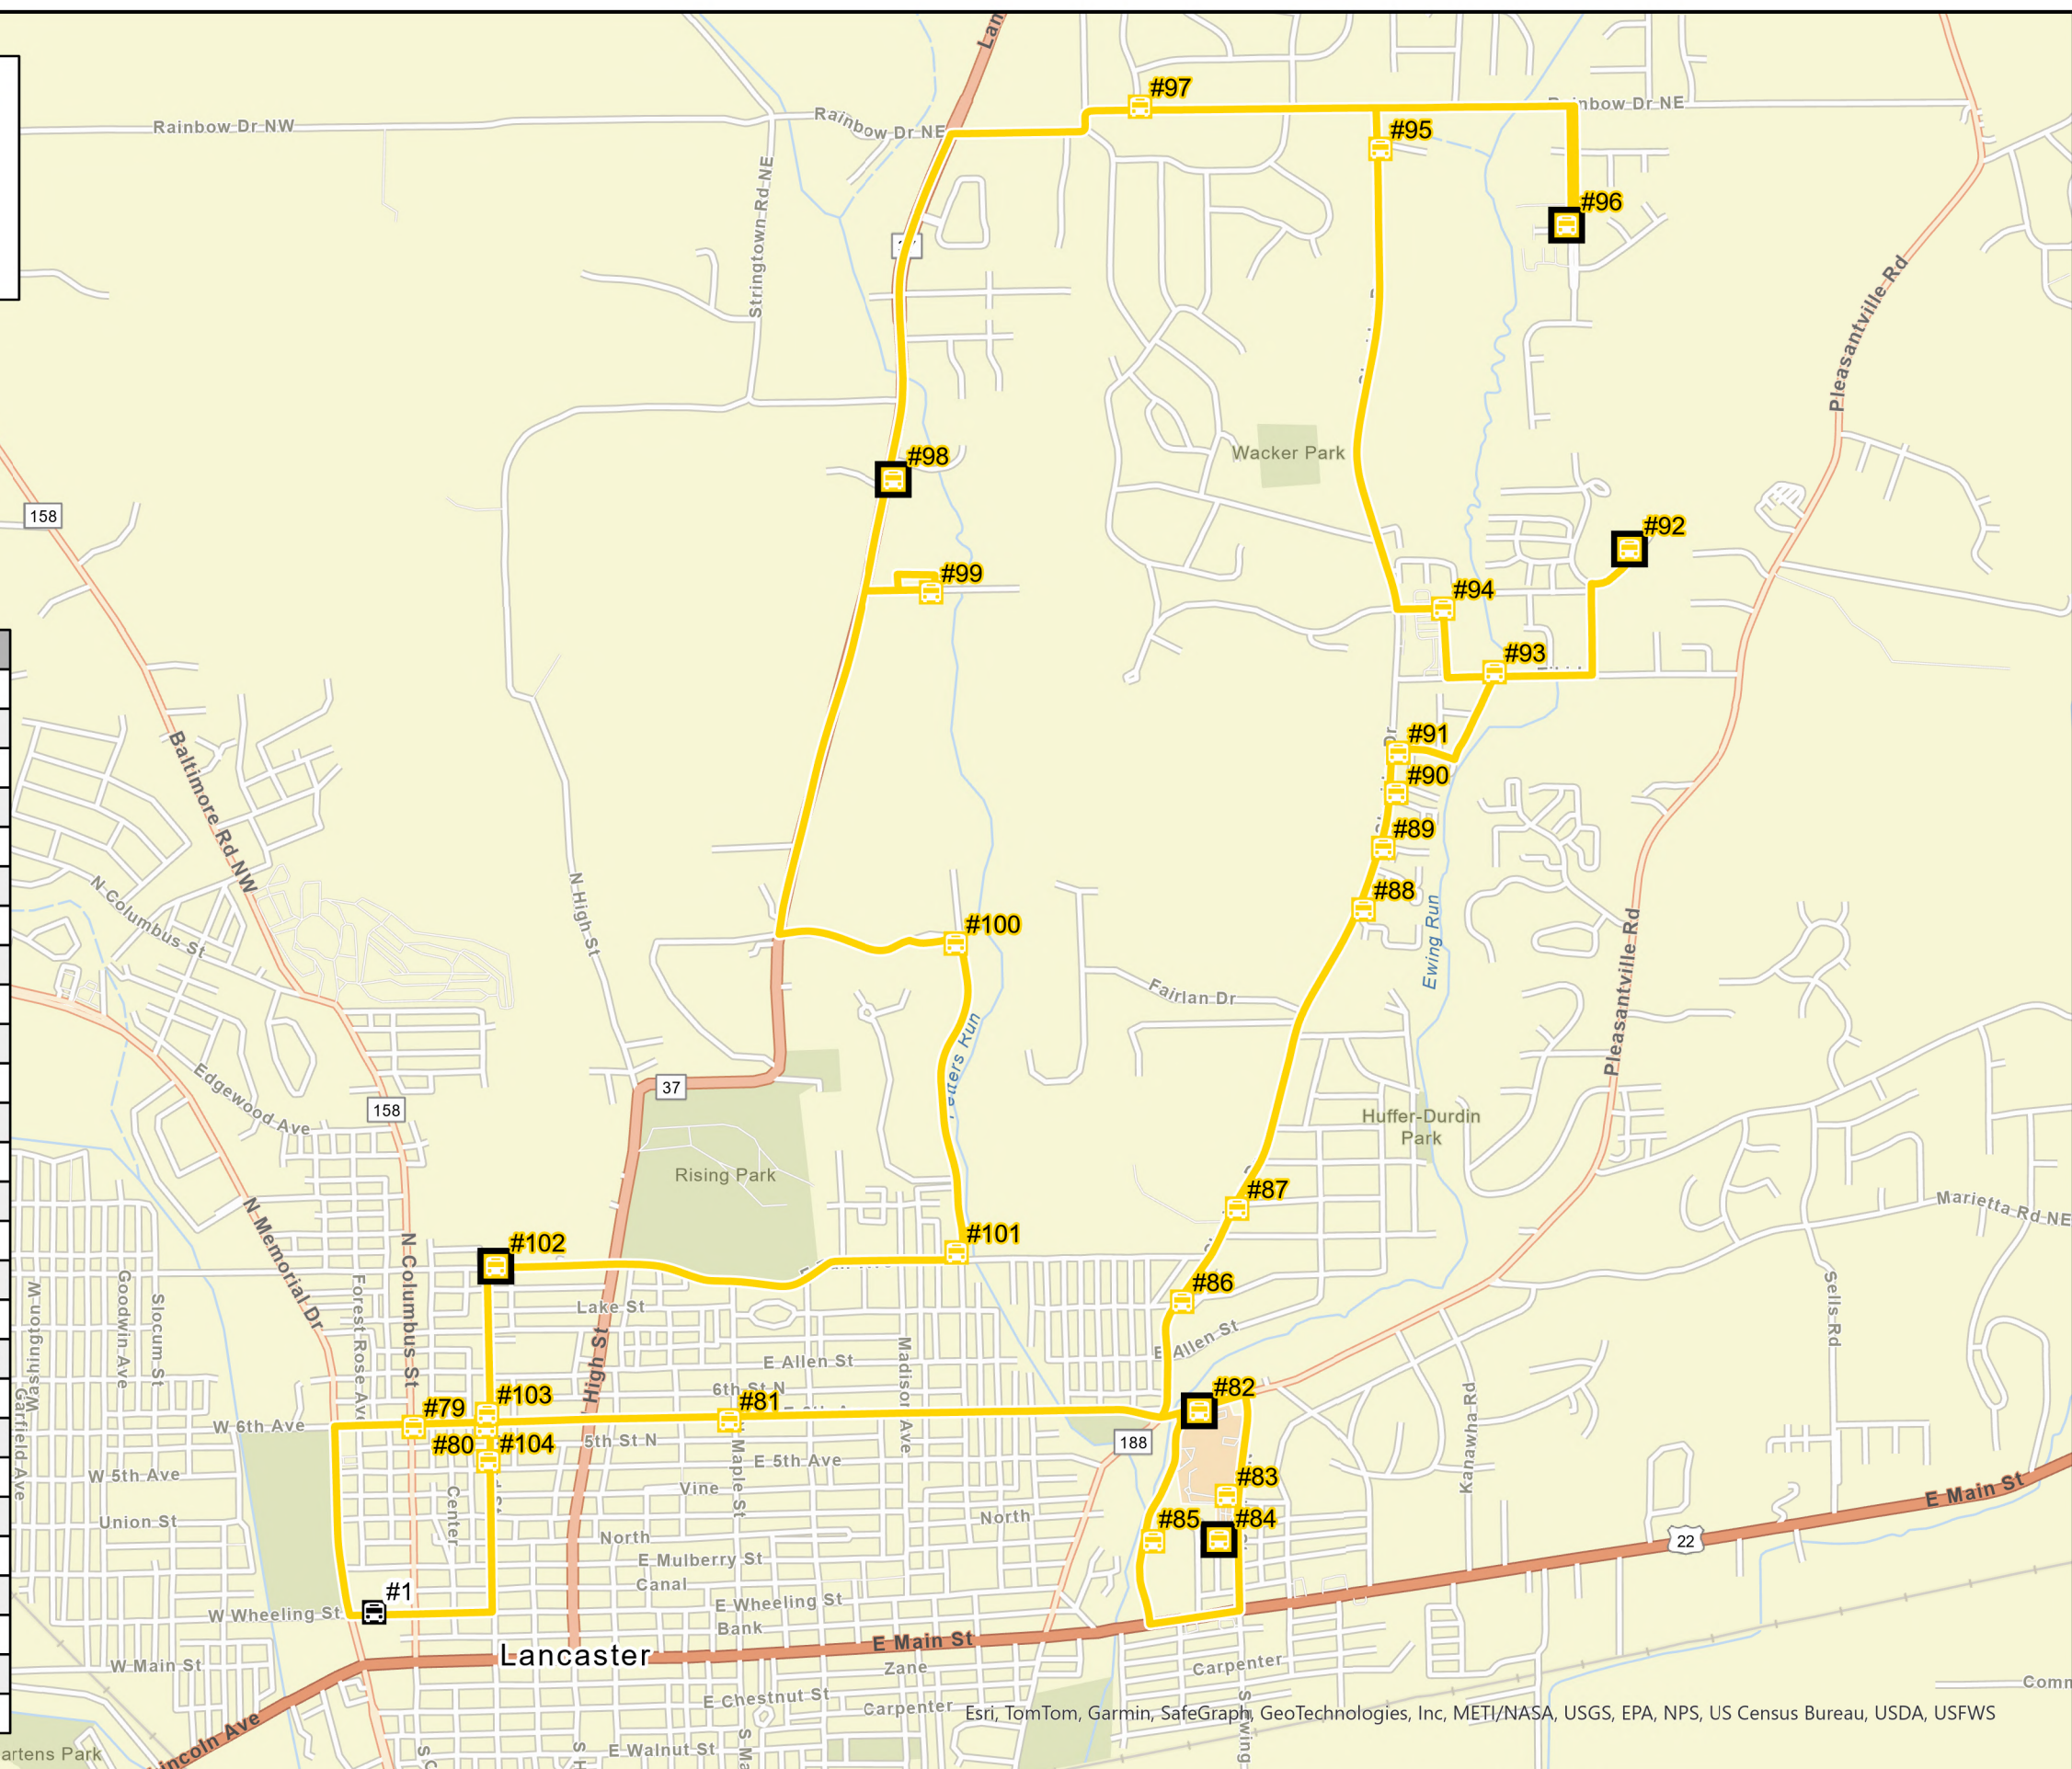 Rainbow Dr NW
Rainbow Dr NE
#97
#95
#96
Stringtown Rd NE
Pleasantville Rd
#98
Wacker Park
158
#92
#99
#94
#93
Baltimore Rd NW
#91
#90
#89
#88
N Columbus St
N High St
#100
Ewing Run
Pleasantville Rd
Fairlan Dr
Edgewood Ave
158
37
Huffer-Durdin
Park
Rising Park
#87
#101
#102
Marietta Rd NE
N Memorial Dr
N Columbus St
Forest Rose Ave
Slocum St
Goodwin Ave
Washington
Garfield Ave
Sells Rd
#86
Lake St
High St
E Allen St
E Allen St
Madison Ave
6th St N
#82
#103
#79
#81
W 6th Ave
#80
#104
5th St N
188
Kanawha Rd
E 5th Ave
W 5th Ave
Center
Vine
N Maple St
#83
Union St
North
North
#85
#84
E Main St
22
E Mulberry St
Canal
#1
W Wheeling St
E Wheeling St
Bank
Lancaster
E Main St
W Main St
Zane
Carpenter
E Chestnut St
Carpenter
S Ewing
Esri, TomTom, Garmin, SafeGraph, GeoTechnologies, Inc, METI/NASA, USGS, EPA, NPS, US Census Bureau, USDA, USFWS
E Walnut St